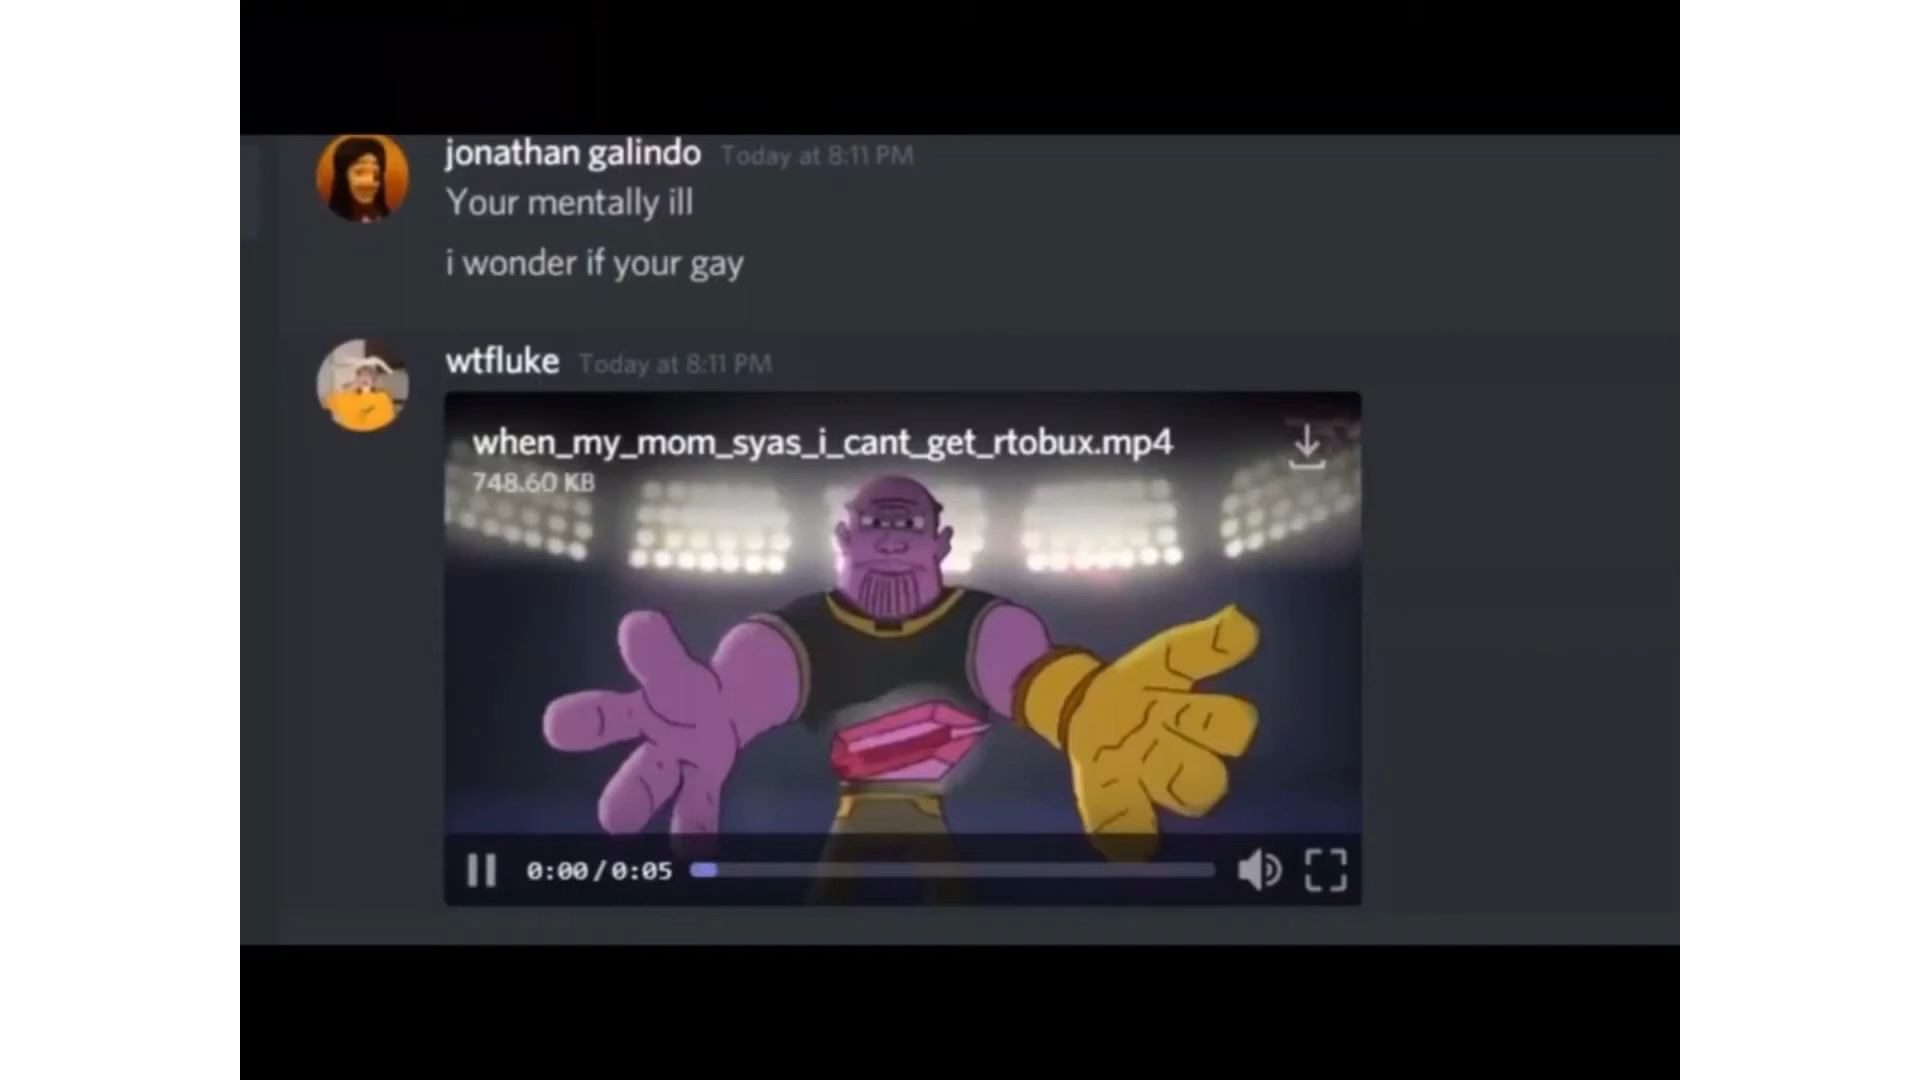 jonathan galindo Today at 8:11 PM
Your mentally ill
i wonder if your gay
wtfluke Today at 8:11 PM
when_my_mom_syas_i_cant_get_rtobux.mp4
748.60 KB
0:00/0:05